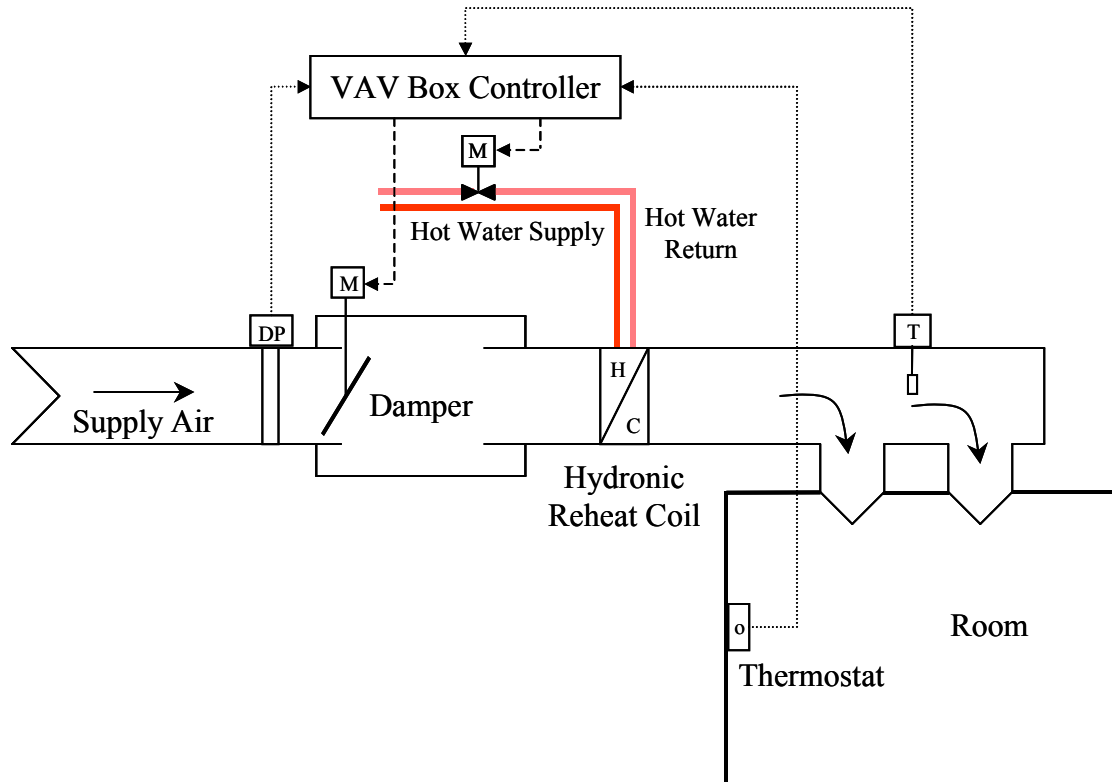 VAV Box Controller
M
Hot Water Supply
Hot Water
Return
M
DP
T
Supply Air
Damper
H
C
Hydronic
Reheat Coil
o
Room
Thermostat